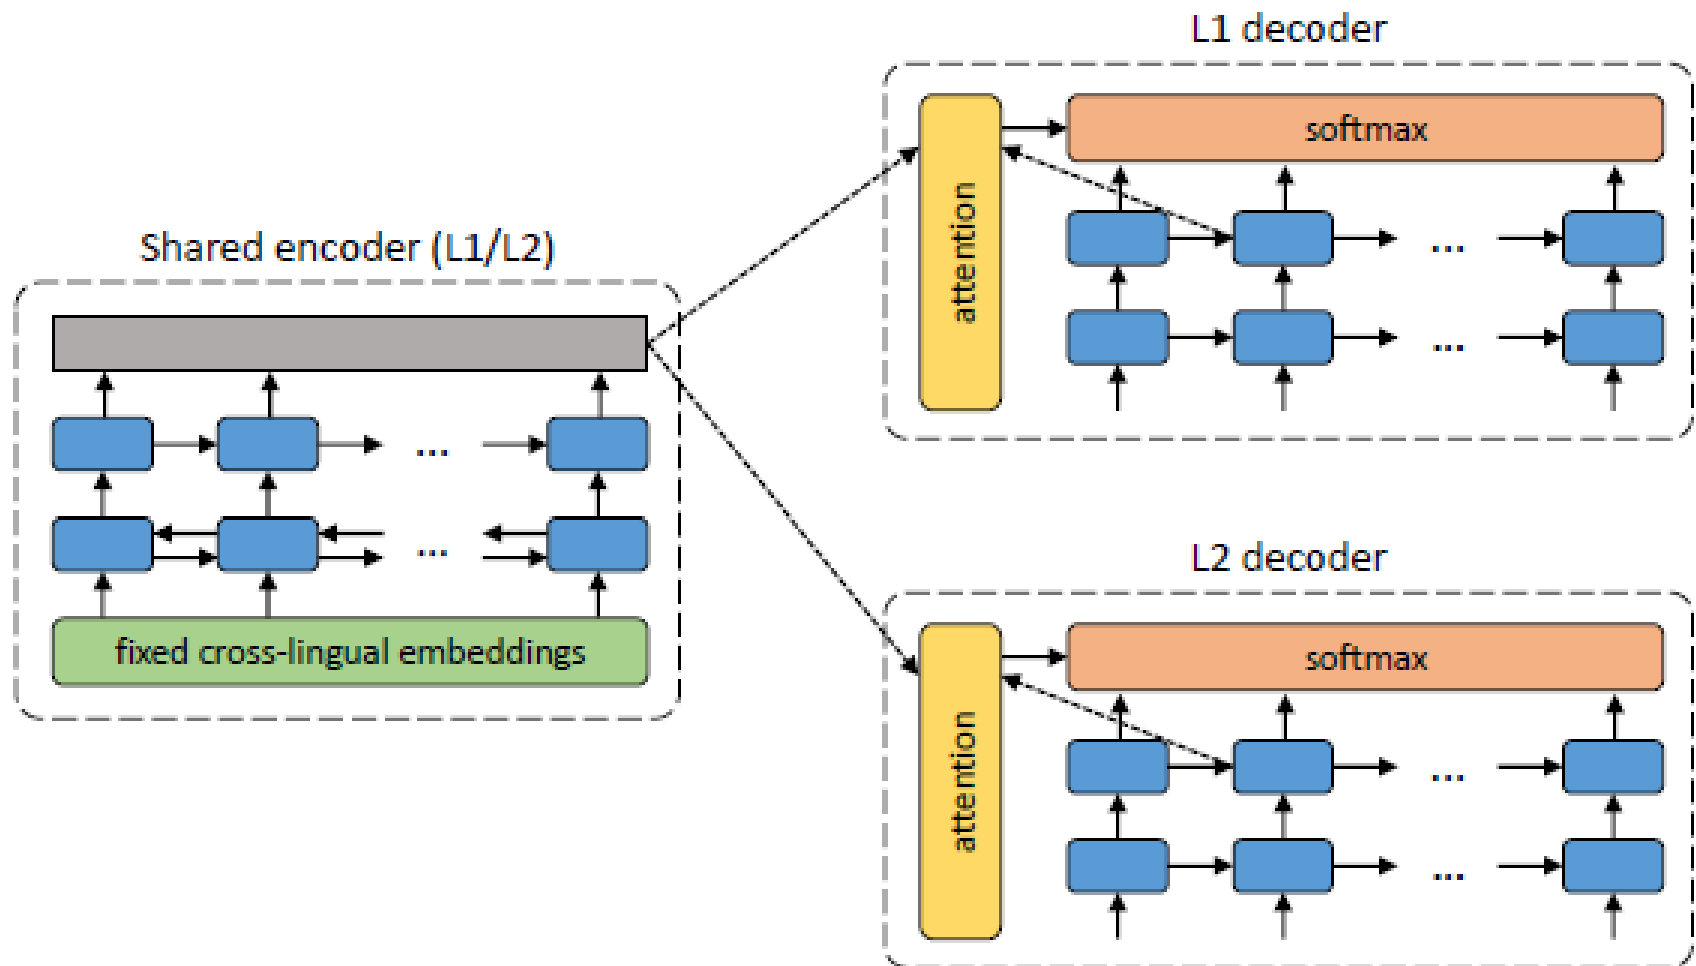 L1 decoder
softmax
attention
...
...
Shared encoder (L1/L2)
...
...
fixed cross-lingual embeddings
L2 decoder
softmax
attention
...
...